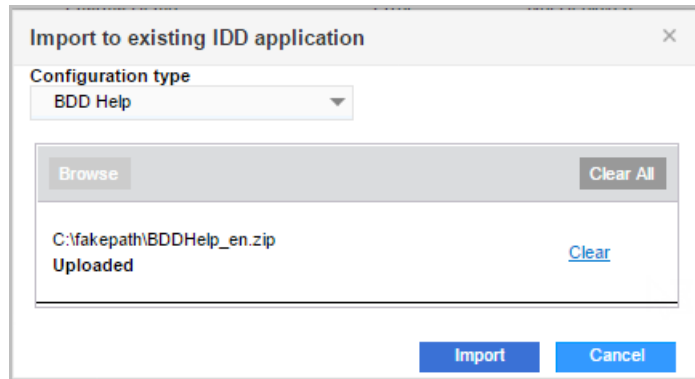 Import to existing IDD application
Configuration type
BDD Help
Browse
Clear All
C:\fakepath\BDDHelp_en.zip
Clear
Uploaded
Import
Cancel